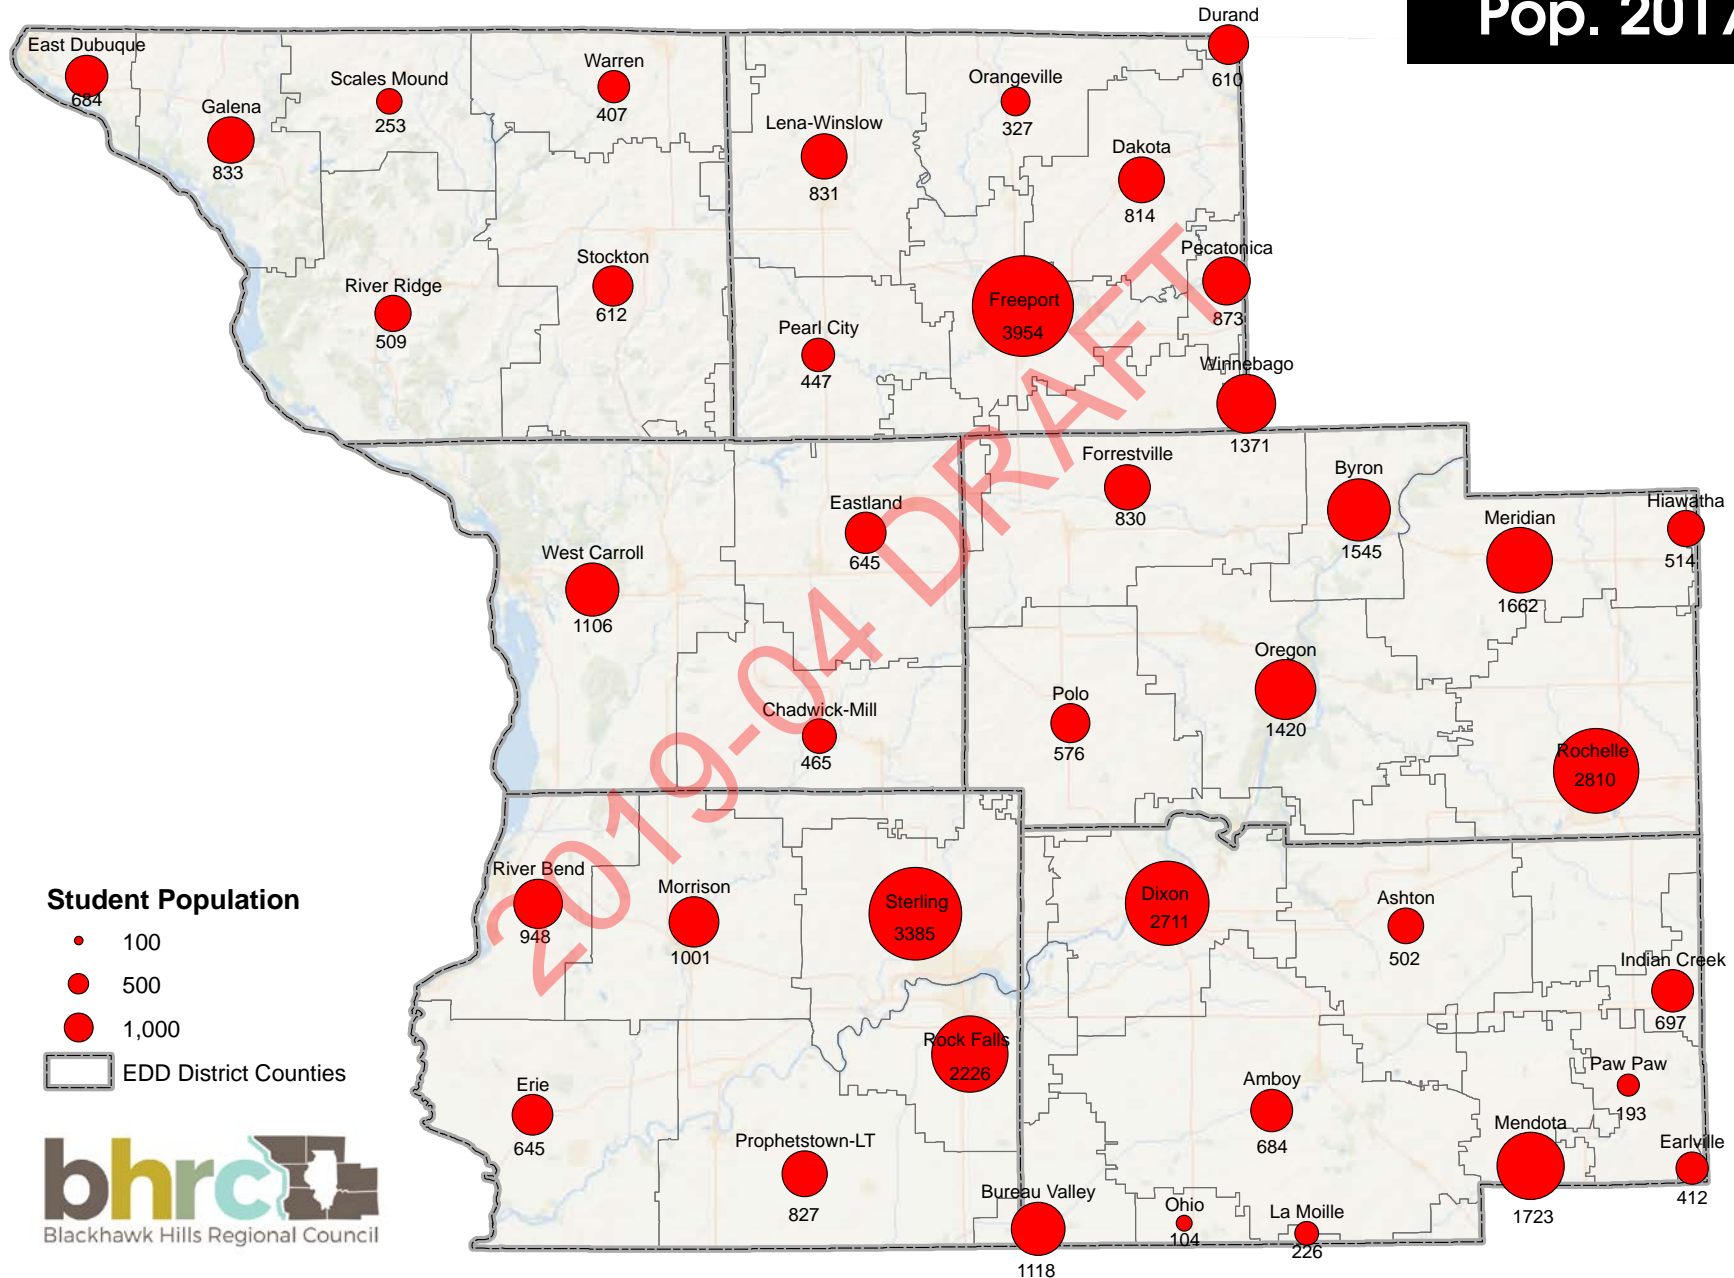 Pop. 2017
Durand
610
East Dubuque
684
Galena
833
Scales Mound
253
Warren
407
Lena-Winslow
831
Orangeville
327
Dakota
814
Pecatonica
873
River Ridge
509
Stockton
612
Pearl City
447
Freeport
3954
Winnebago
1371
Forrestville
830
Byron
1545
Meridian
1662
Hiawatha
514
Eastland
645
West Carroll
1106
Oregon
1420
Polo
576
Chadwick-Mill
465
Rochelle
2810
2019-04 DRAFT
River Bend
948
Morrison
1001
Sterling
3385
Dixon
2711
Ashton
502
Indian Creek
697
Rock Falls
2226
Erie
645
Prophetstown-LT
827
Amboy
684
Paw Paw
193
Mendota
1723
Earlville
412
Bureau Valley
1118
Ohio
104
La Moille
226
Student Population
100
500
1,000
EDD District Counties
bhrc
Blackhawk Hills Regional Council